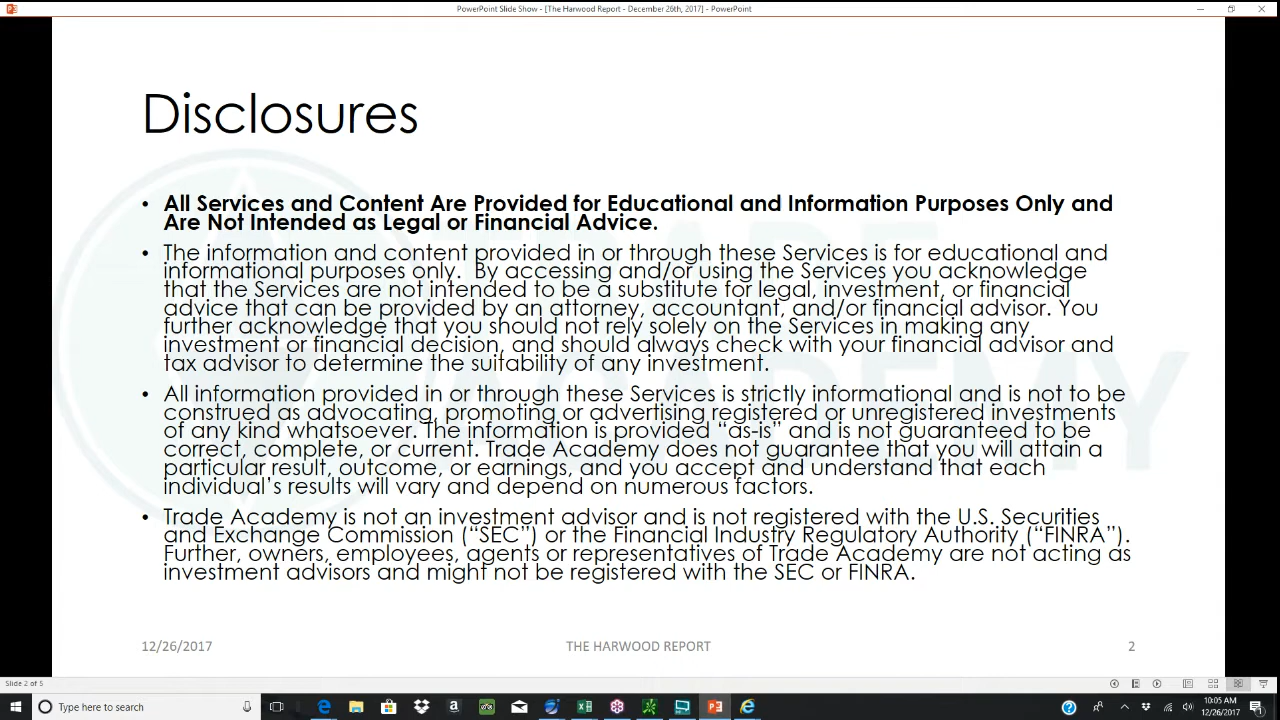 PowerPoint Slide Show - [The Harwood Report - December 26th, 2017] - PowerPoint
Disclosures
• All Services and Content Are Provided for Educational and Information Purposes Only and
Are Not Intended as Legal or Financial Advice.
• The information and content provided in or through these Services is for educational and
informational purposes only.  By accessing and/or using the Services you acknowledge
that the Services are not intended to be a substitute for legal, investment, or financial
advice that can be provided by an attorney, accountant, and/or financial advisor. You
further acknowledge that you should not rely solely on the Services in making any
investment or financial decision, and should always check with your financial advisor and
tax advisor to determine the suitability of any investment.
• All information provided in or through these Services is strictly informational and is not to be
construed as advocating, promoting or advertising registered or unregistered investments
of any kind whatsoever. The information is provided “as-is” and is not guaranteed to be
correct, complete, or current. Trade Academy does not guarantee that you will attain a
particular result, outcome, or earnings, and you accept and understand that each
individual’s results will vary and depend on numerous factors.
• Trade Academy is not an investment advisor and is not registered with the U.S. Securities
and Exchange Commission (“SEC”) or the Financial Industry Regulatory Authority (“FINRA”).
Further, owners, employees, agents or representatives of Trade Academy are not acting as
investment advisors and might not be registered with the SEC or FINRA.
TRADE
ACADEMY
12/26/2017 THE HARWOOD REPORT 2
Slide 2 of 5
Type here to search
10:05 AM
12/26/2017